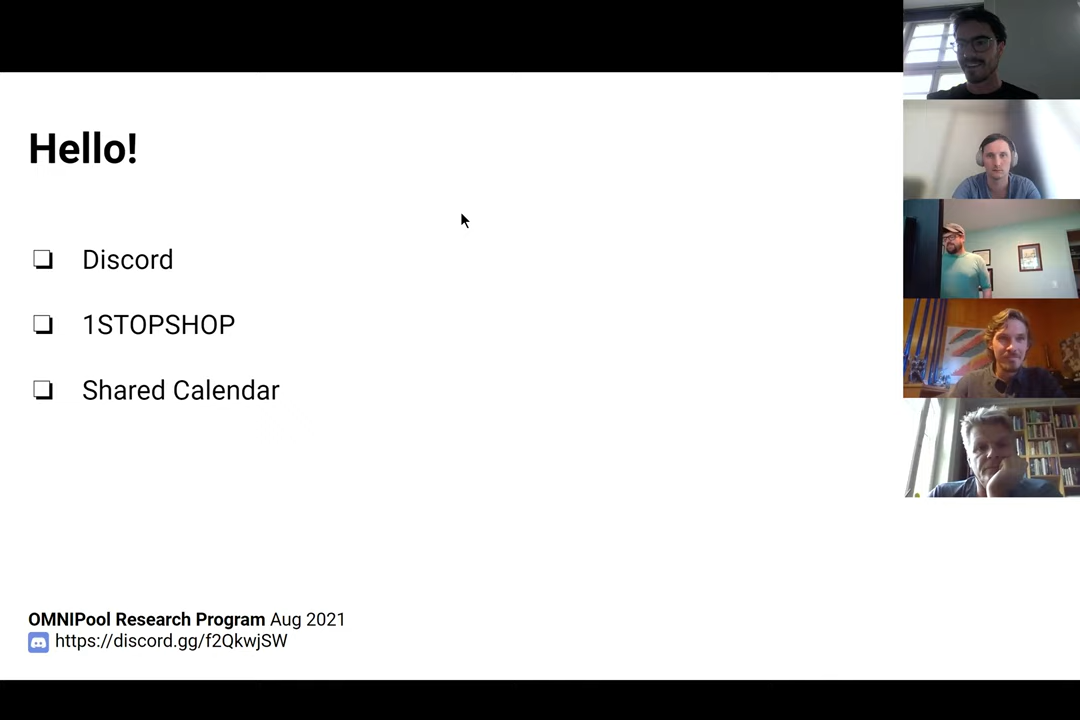 Hello!
Discord
1STOPSHOP
Shared Calendar
OMNIPool Research Program Aug 2021
https://discord.gg/f2QkwjSW